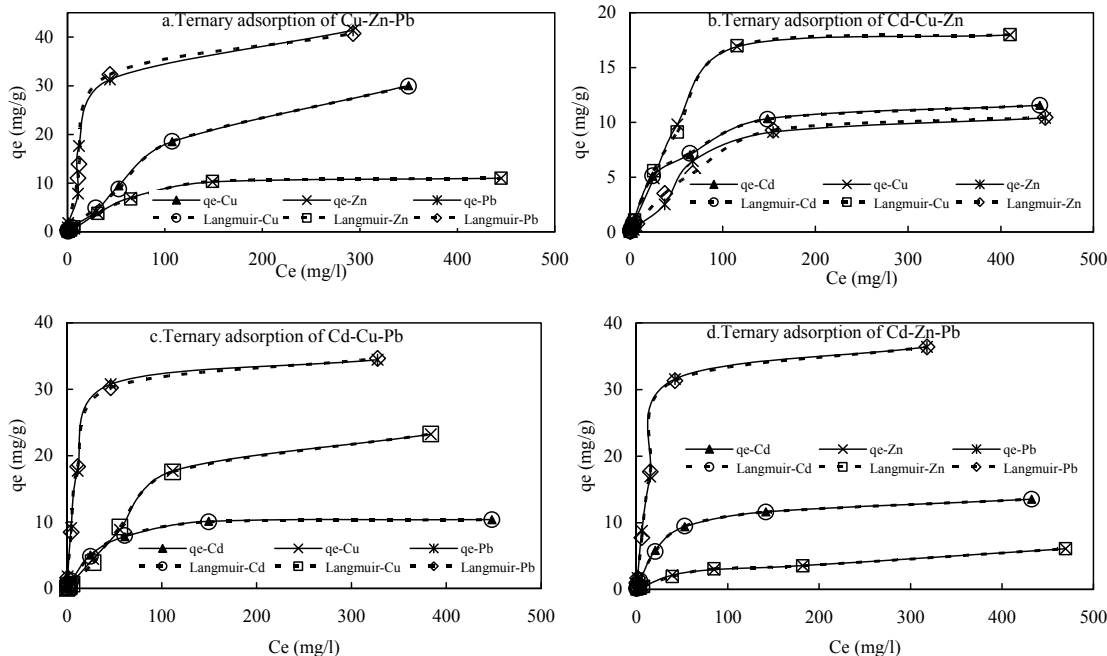 a.Ternary adsorption of Cu-Zn-Pb
qe (mg/g)
40
30
20
10
0
qe-Cu qe-Zn qe-Pb
Langmuir-Cu Langmuir-Zn Langmuir-Pb
0 100 200 300 400 500
Ce (mg/l)
b.Ternary adsorption of Cd-Cu-Zn
qe (mg/g)
20
15
10
5
0
qe-Cd qe-Cu qe-Zn
Langmuir-Cd Langmuir-Cu Langmuir-Zn
0 100 200 300 400 500
Ce (mg/l)
c.Ternary adsorption of Cd-Cu-Pb
qe (mg/g)
40
30
20
10
0
qe-Cd qe-Cu qe-Pb
Langmuir-Cd Langmuir-Cu Langmuir-Pb
0 100 200 300 400 500
Ce (mg/l)
d.Ternary adsorption of Cd-Zn-Pb
qe (mg/g)
40
30
20
10
0
qe-Cd qe-Zn qe-Pb
Langmuir-Cd Langmuir-Zn Langmuir-Pb
0 100 200 300 400 500
Ce (mg/l)